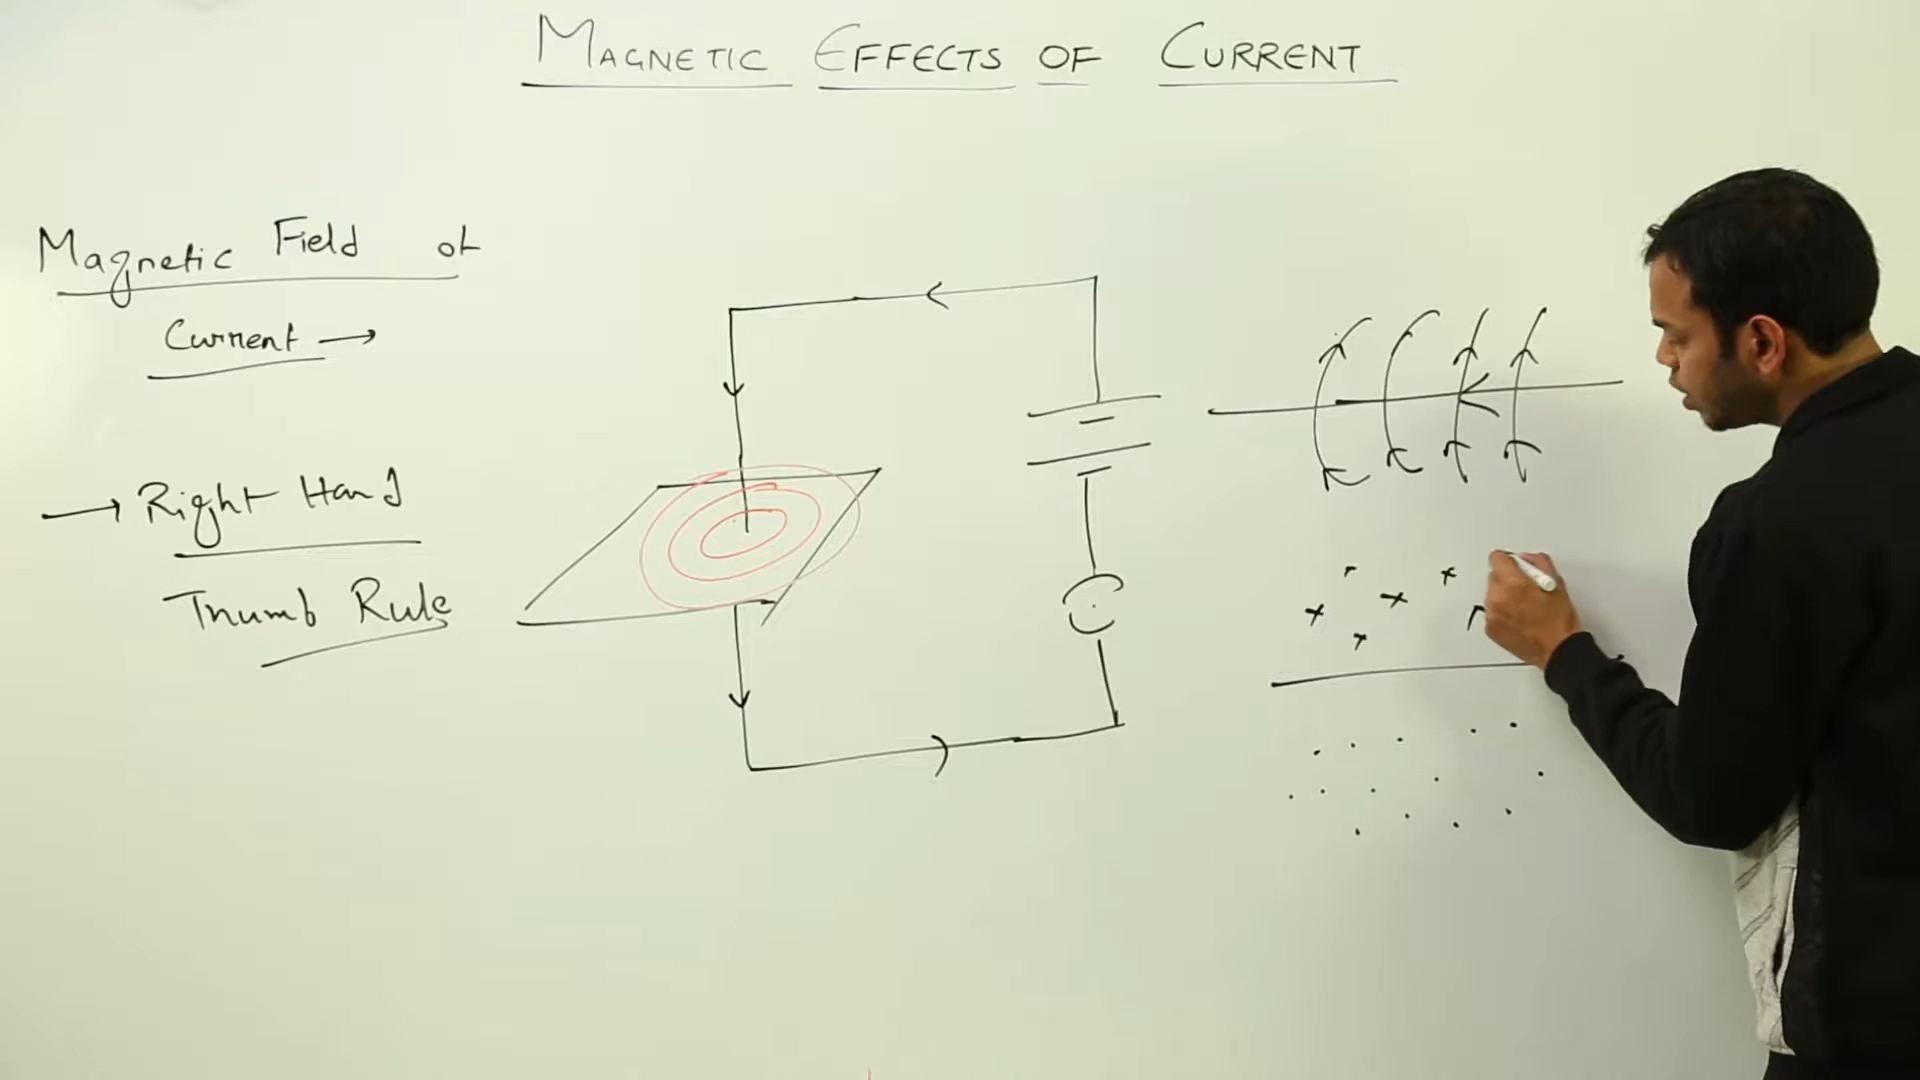 MAGNETIC EFFECTS OF CURRENT
Magnetic Field of
Current →
→ Right Hand
Thumb Rule